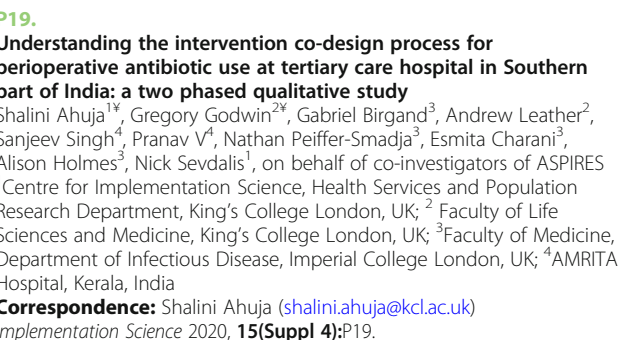 P19.
Understanding the intervention co-design process for
perioperative antibiotic use at tertiary care hospital in Southern
part of India: a two phased qualitative study
Shalini Ahuja1¥, Gregory Godwin2¥, Gabriel Birgand3, Andrew Leather2,
Sanjeev Singh4, Pranav V4, Nathan Peiffer-Smadja3, Esmita Charani3,
Alison Holmes3, Nick Sevdalis1, on behalf of co-investigators of ASPIRES
Centre for Implementation Science, Health Services and Population
Research Department, King's College London, UK; 2 Faculty of Life
Sciences and Medicine, King's College London, UK; 3Faculty of Medicine,
Department of Infectious Disease, Imperial College London, UK; 4AMRITA
Hospital, Kerala, India
Correspondence: Shalini Ahuja (shalini.ahuja@kcl.ac.uk)
Implementation Science 2020, 15(Suppl 4):P19.